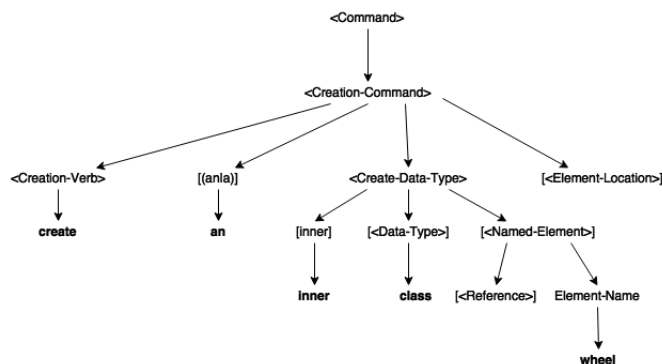 <Command>
<Creation-Command>
<Creation-Verb> [(an|a)] <Create-Data-Type> [<Element-Location>]
create an [inner] [<Data-Type>] [<Named-Element>]
inner class [<Reference>] Element-Name
wheel